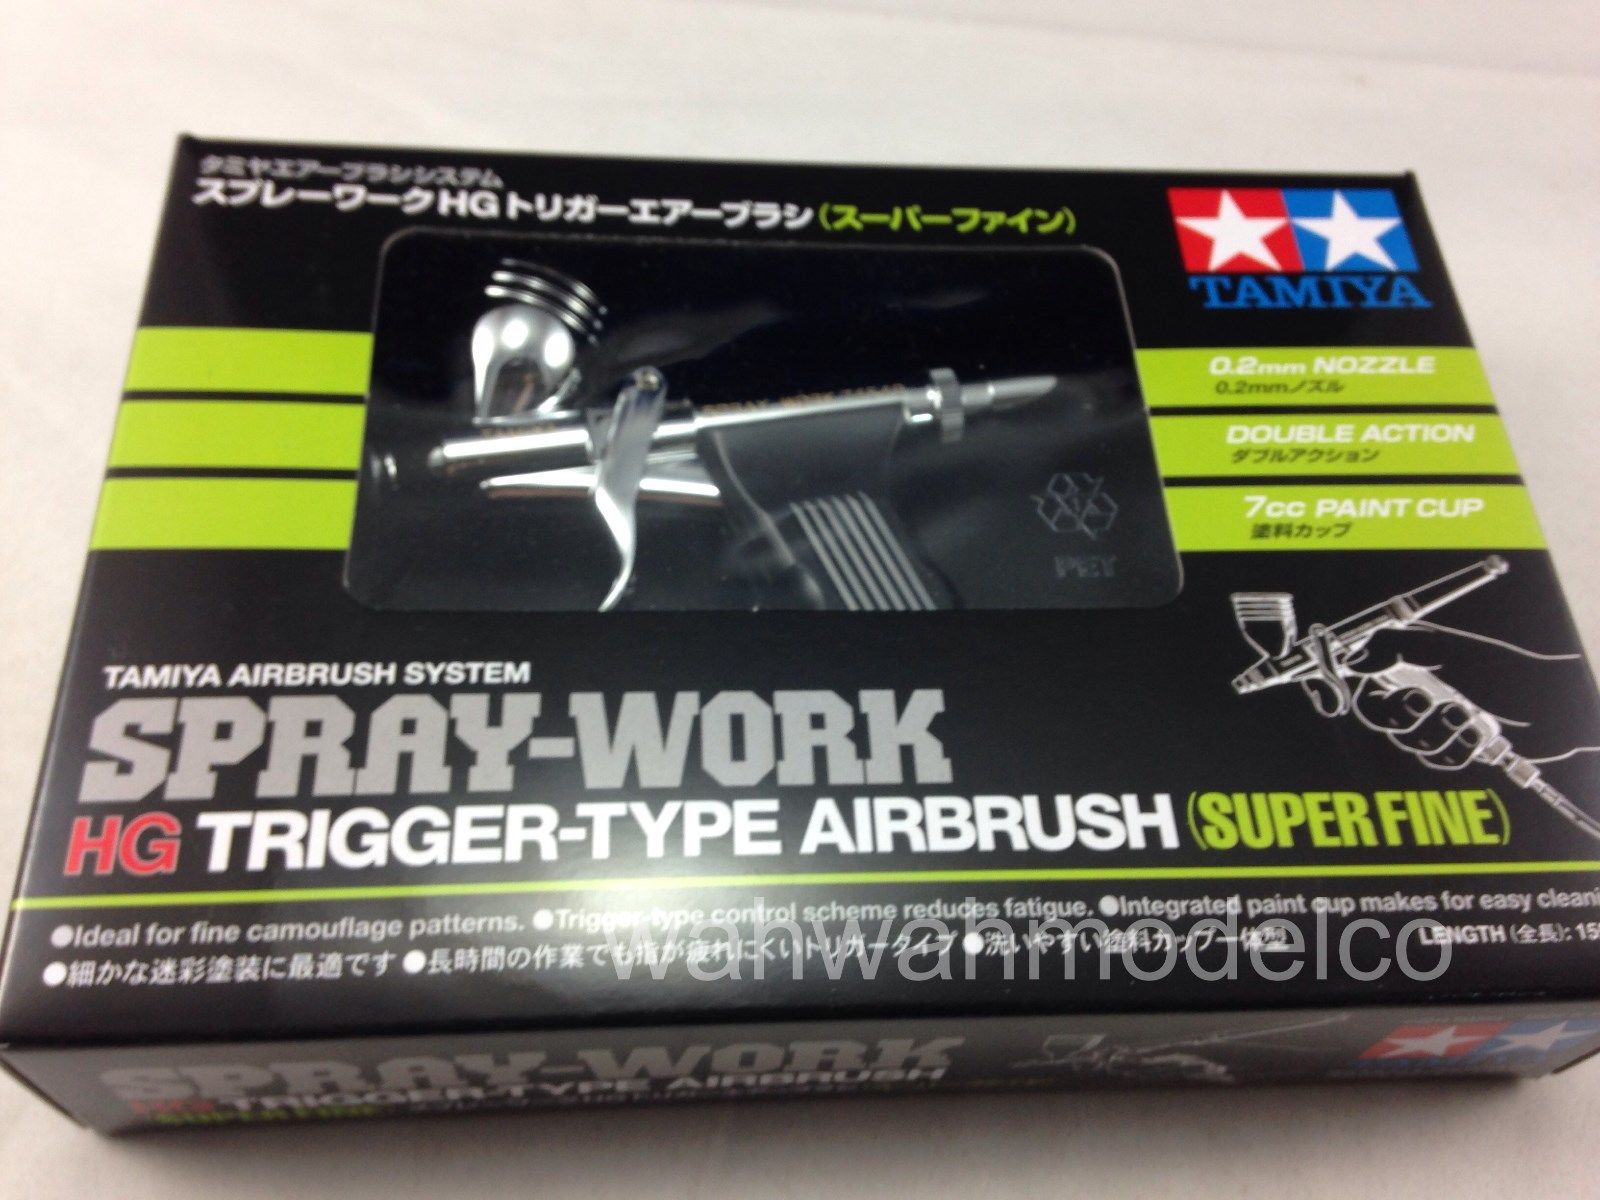 タミヤエアーブラシシステム
スプレーワークHGトリガーエアーブラシ(スーパーファイン)
TAMIYA
0.2mm NOZZLE
0.2mmノズル
DOUBLE ACTION
ダブルアクション
7cc PAINT CUP
塗料カップ
SPRAY-WORK
PET
TAMIYA AIRBRUSH SYSTEM
SPRAY-WORK
HG TRIGGER-TYPE AIRBRUSH (SUPER FINE)
●Ideal for fine camouflage patterns. ●Trigger-type control scheme reduces fatigue. ●Integrated paint cup makes for easy cleani
●細かな迷彩塗装に最適です ●長時間の作業でも指が疲れにくいトリガータイプ ●洗いやすい塗料カップ一体型
LENGTH (全長): 15
wahwahmodelco
SPRAY-WORK
HG TRIGGER-TYPE AIRBRUSH
SUPER FINE